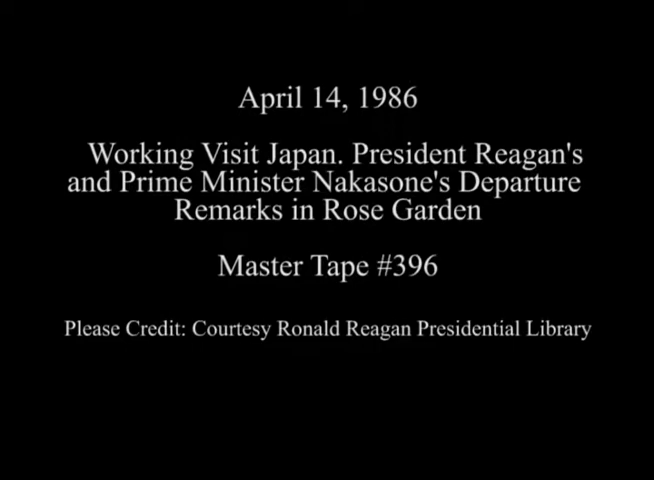 April 14, 1986
Working Visit Japan. President Reagan's
and Prime Minister Nakasone's Departure
Remarks in Rose Garden
Master Tape #396
Please Credit: Courtesy Ronald Reagan Presidential Library